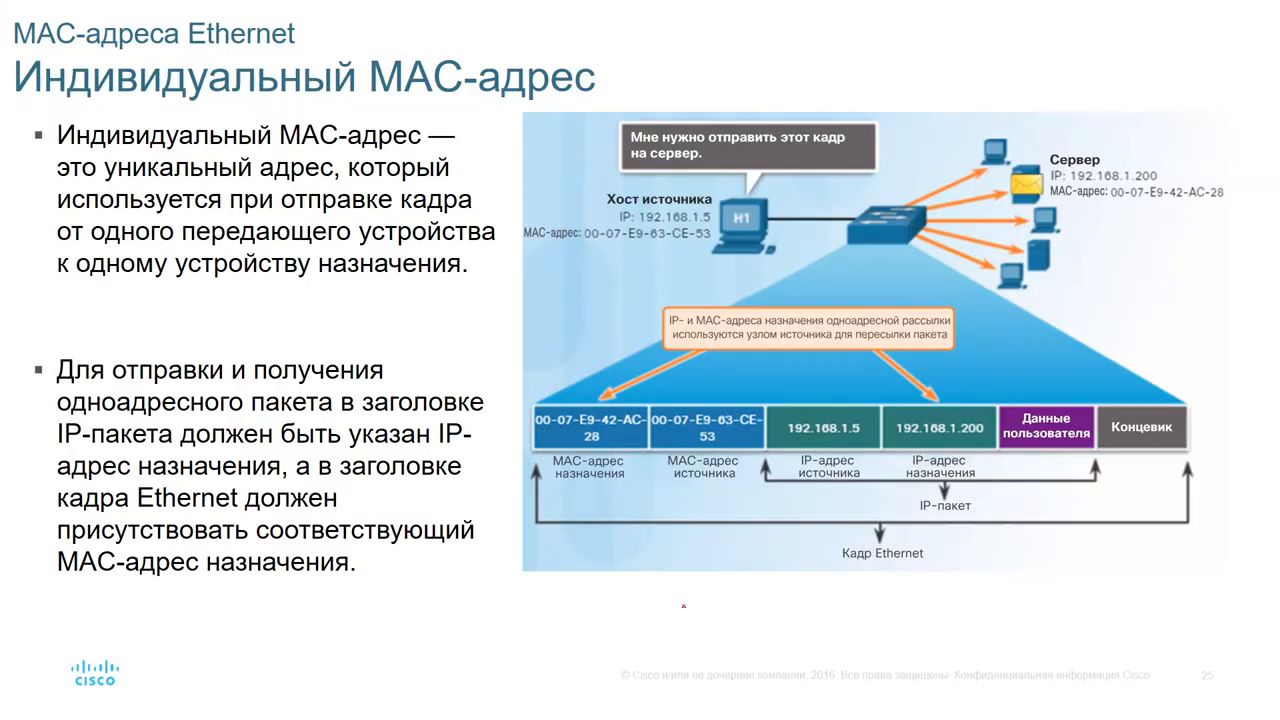 MAC-адреса Ethernet
Индивидуальный MAC-адрес
▪ Индивидуальный MAC-адрес —
это уникальный адрес, который
используется при отправке кадра
от одного передающего устройства
к одному устройству назначения.
▪ Для отправки и получения
одноадресного пакета в заголовке
IP-пакета должен быть указан IP-
адрес назначения, а в заголовке
кадра Ethernet должен
присутствовать соответствующий
MAC-адрес назначения.
Мне нужно отправить этот кадр
на сервер.
Хост источника
IP: 192.168.1.5
MAC-адрес: 00-07-E9-63-CE-53
H1
Сервер
IP: 192.168.1.200
MAC-адрес: 00-07-E9-42-AC-28
IP- и MAC-адреса назначения одноадресной рассылки
используются узлом источника для пересылки пакета
00-07-E9-42-AC-
28
00-07-E9-63-CE-
53
192.168.1.5
192.168.1.200
Данные
пользователя
Концевик
MAC-адрес
назначения
MAC-адрес
источника
IP-адрес
источника
IP-адрес
назначения
IP-пакет
Кадр Ethernet
CISCO
© Cisco и/или ее дочерние компании, 2016. Все права защищены. Конфиденциальная информация Cisco
25